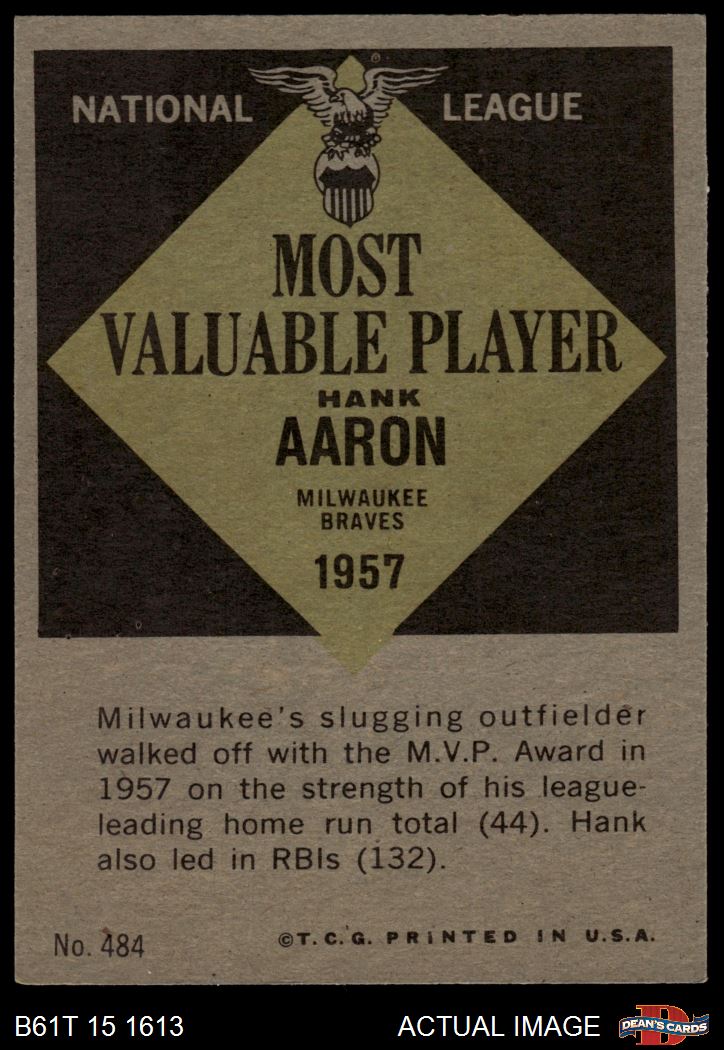 NATIONAL LEAGUE
MOST
VALUABLE PLAYER
HANK
AARON
MILWAUKEE
BRAVES
1957
Milwaukee's slugging outfielder
walked off with the M.V.P. Award in
1957 on the strength of his league-
leading home run total (44). Hank
also led in RBIs (132).
No. 484 ©T.C.G. PRINTED IN U.S.A.
B61T 15 1613 ACTUAL IMAGE D DEAN'S CARDS